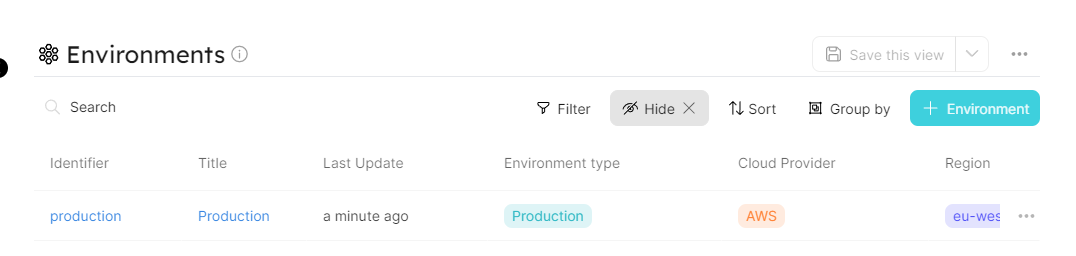 Environments
Save this view
Search
Filter
Hide
Sort
Group by
Environment
Identifier Title Last Update Environment type Cloud Provider Region
production Production a minute ago Production AWS eu-wes